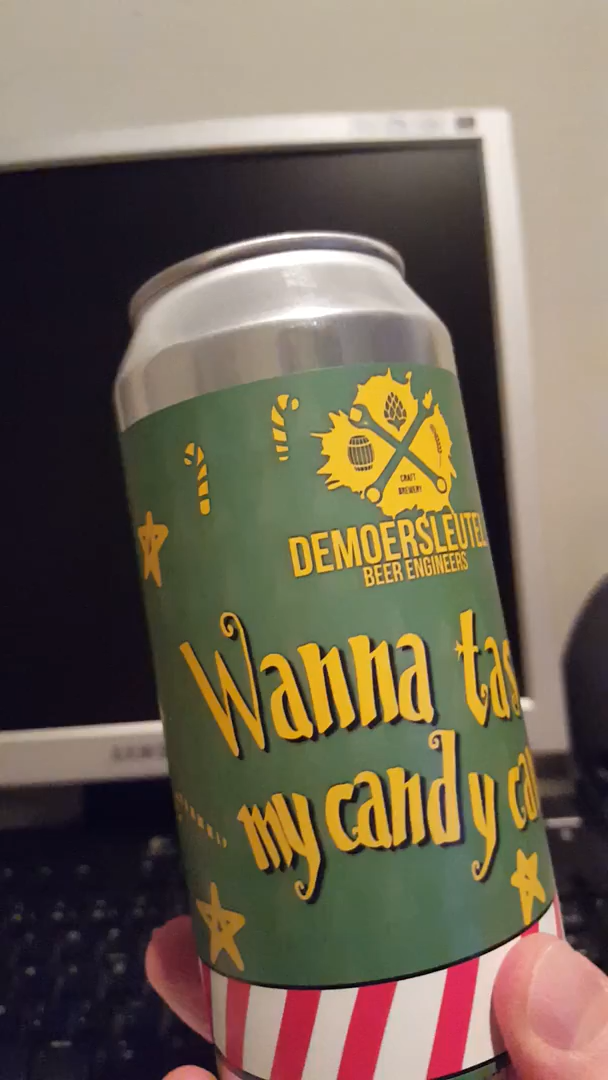 CRAFT
BREWERY
DEMOERSLEUTEL
BEER ENGINEERS
Wanna tas
my candy ca